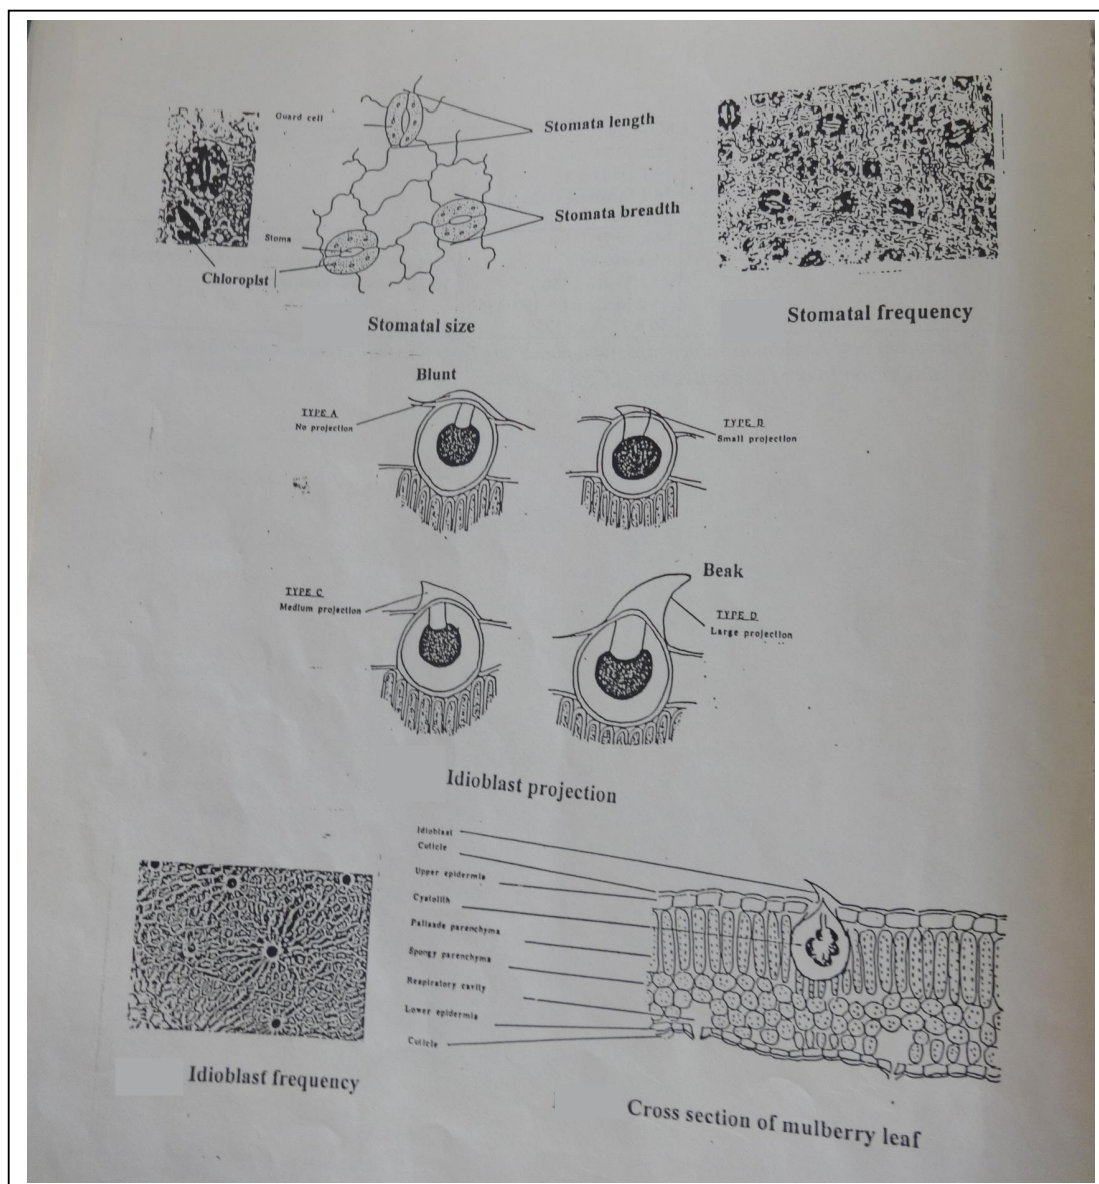 Guard cell
Stomata length
Stomata breadth
Stoma
Chloroplst
Stomatal size
Stomatal frequency
Blunt
TYPE A
No projection
TYPE B
Small projection
TYPE C
Medium projection
Beak
TYPE D
Large projection
Idioblast projection
Idioblast
Cuticle
Upper epidermis
Cystolith
Palisade parenchyma
Spongy parenchyma
Respiratory cavity
Lower epidermis
Cuticle
Idioblast frequency
Cross section of mulberry leaf